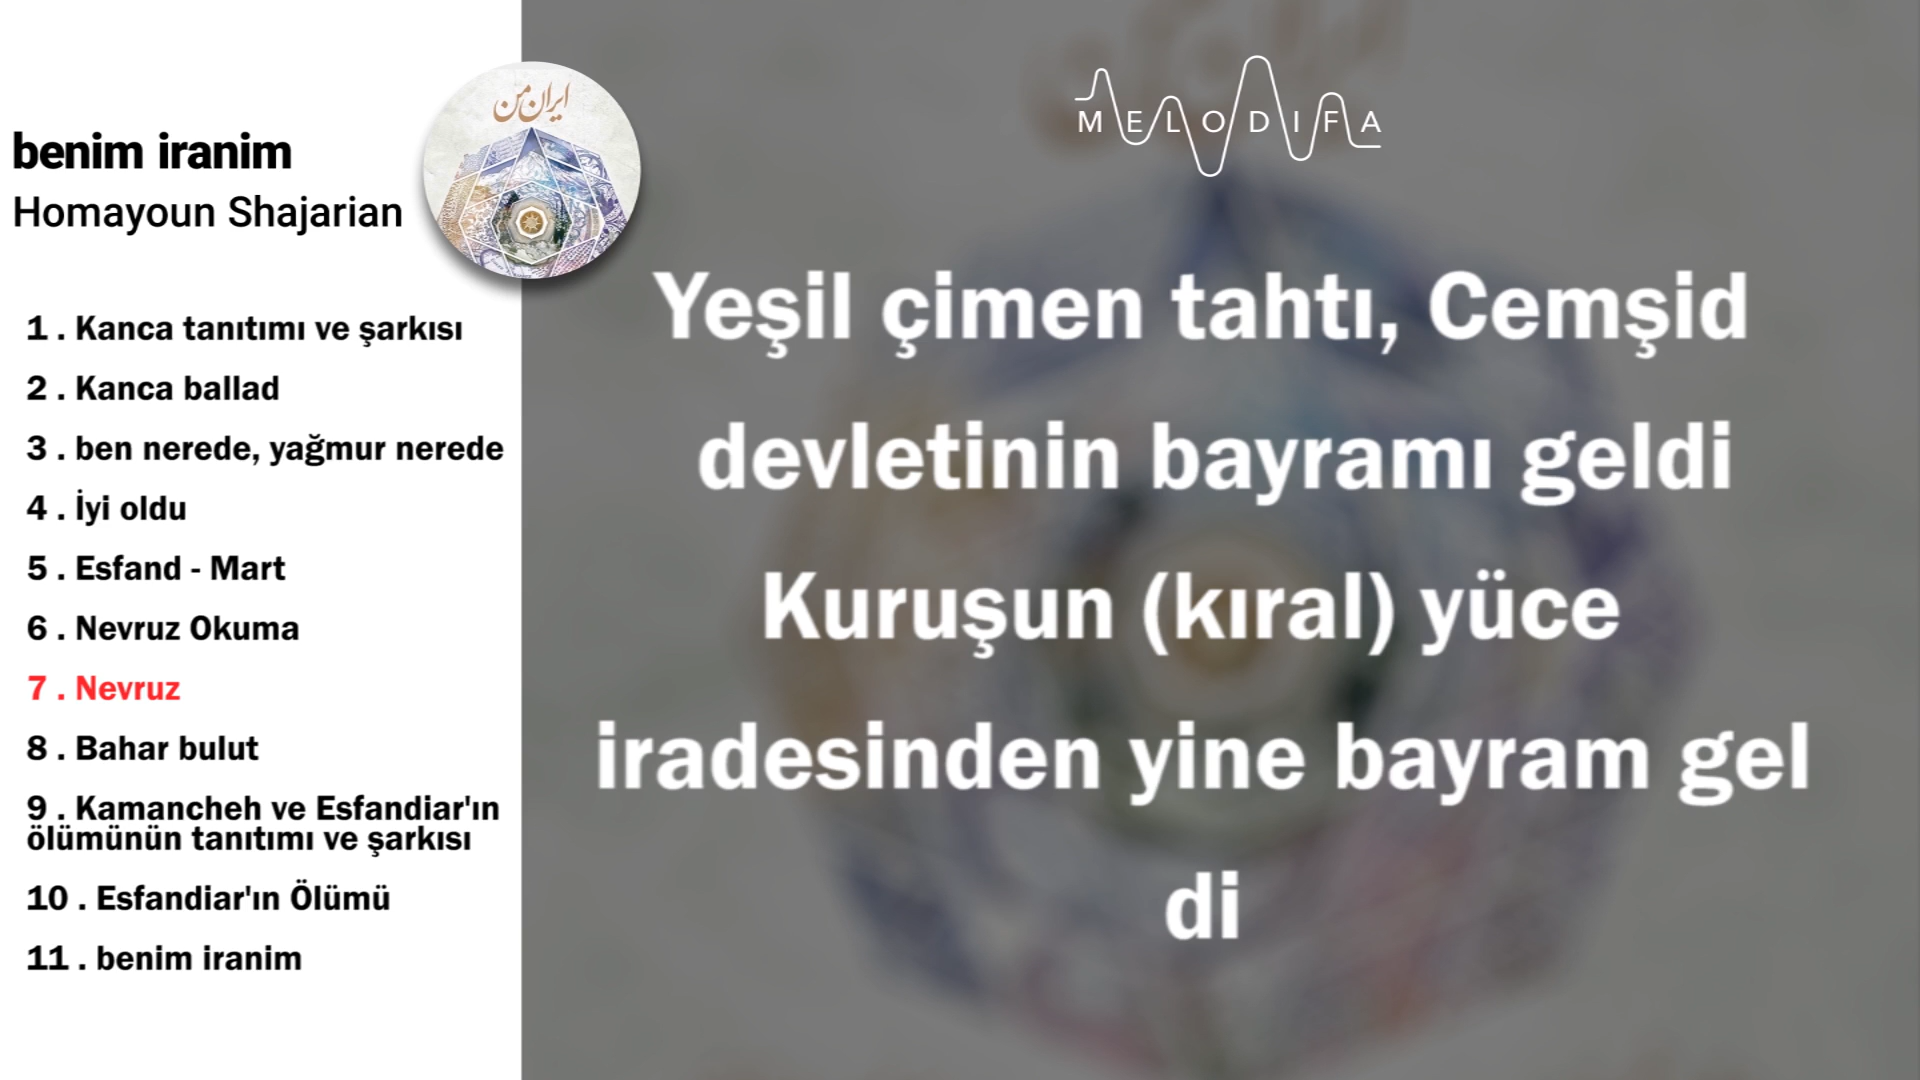 benim iranim
Homayoun Shajarian
1 . Kanca tanıtımı ve şarkısı
2 . Kanca ballad
3 . ben nerede, yağmur nerede
4 . İyi oldu
5 . Esfand - Mart
6 . Nevruz Okuma
7 . Nevruz
8 . Bahar bulut
9 . Kamancheh ve Esfandiar'ın
ölümünün tanıtımı ve şarkısı
10 . Esfandiar'ın Ölümü
11 . benim iranim
ایران من
MELODIFA
Yeşil çimen tahtı, Cemşid
devletinin bayramı geldi
Kuruşun (kıral) yüce
iradesinden yine bayram gel
di